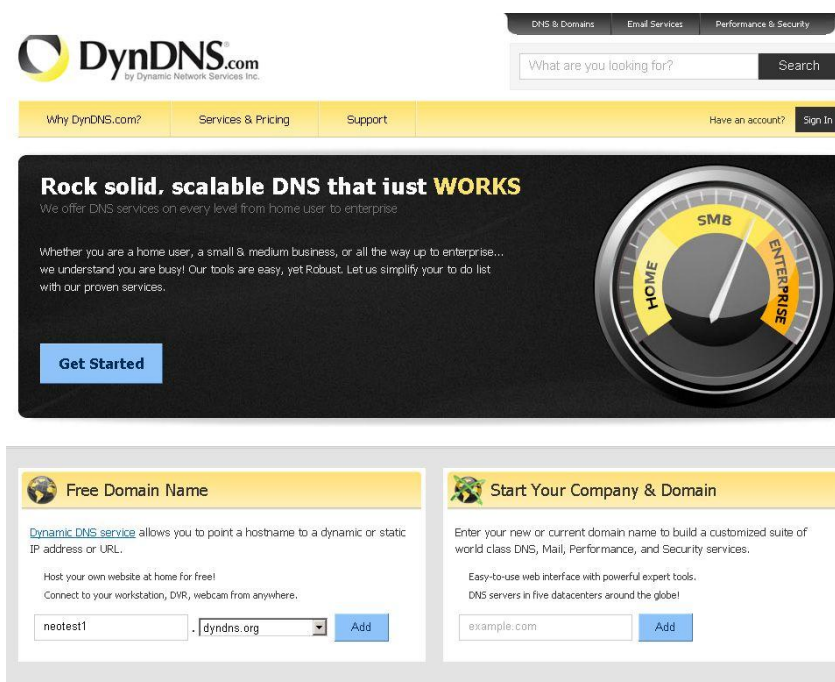 DNS & Domains Email Services Performance & Security
DynDNS.com
by Dynamic Network Services Inc.
What are you looking for? Search
Why DynDNS.com? Services & Pricing Support Have an account? Sign In
Rock solid, scalable DNS that just WORKS
We offer DNS services on every level from home user to enterprise
Whether you are a home user, a small & medium business, or all the way up to enterprise...
we understand you are busy! Our tools are easy, yet Robust. Let us simplify your to do list
with our proven services.
Get Started
HOME
SMB
ENTERPRISE
Free Domain Name
Dynamic DNS service allows you to point a hostname to a dynamic or static
IP address or URL.
Host your own website at home for free!
Connect to your workstation, DVR, webcam from anywhere.
neotest1 . dyndns.org Add
Start Your Company & Domain
Enter your new or current domain name to build a customized suite of
world class DNS, Mail, Performance, and Security services.
Easy-to-use web interface with powerful expert tools.
DNS servers in five datacenters around the globe!
example.com Add